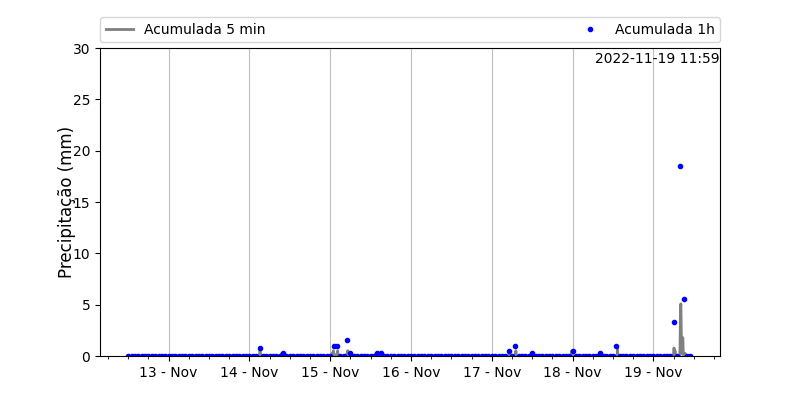 Acumulada 5 min Acumulada 1h
2022-11-19 11:59
Precipitação (mm)
30
25
20
15
10
5
0
13 - Nov 14 - Nov 15 - Nov 16 - Nov 17 - Nov 18 - Nov 19 - Nov